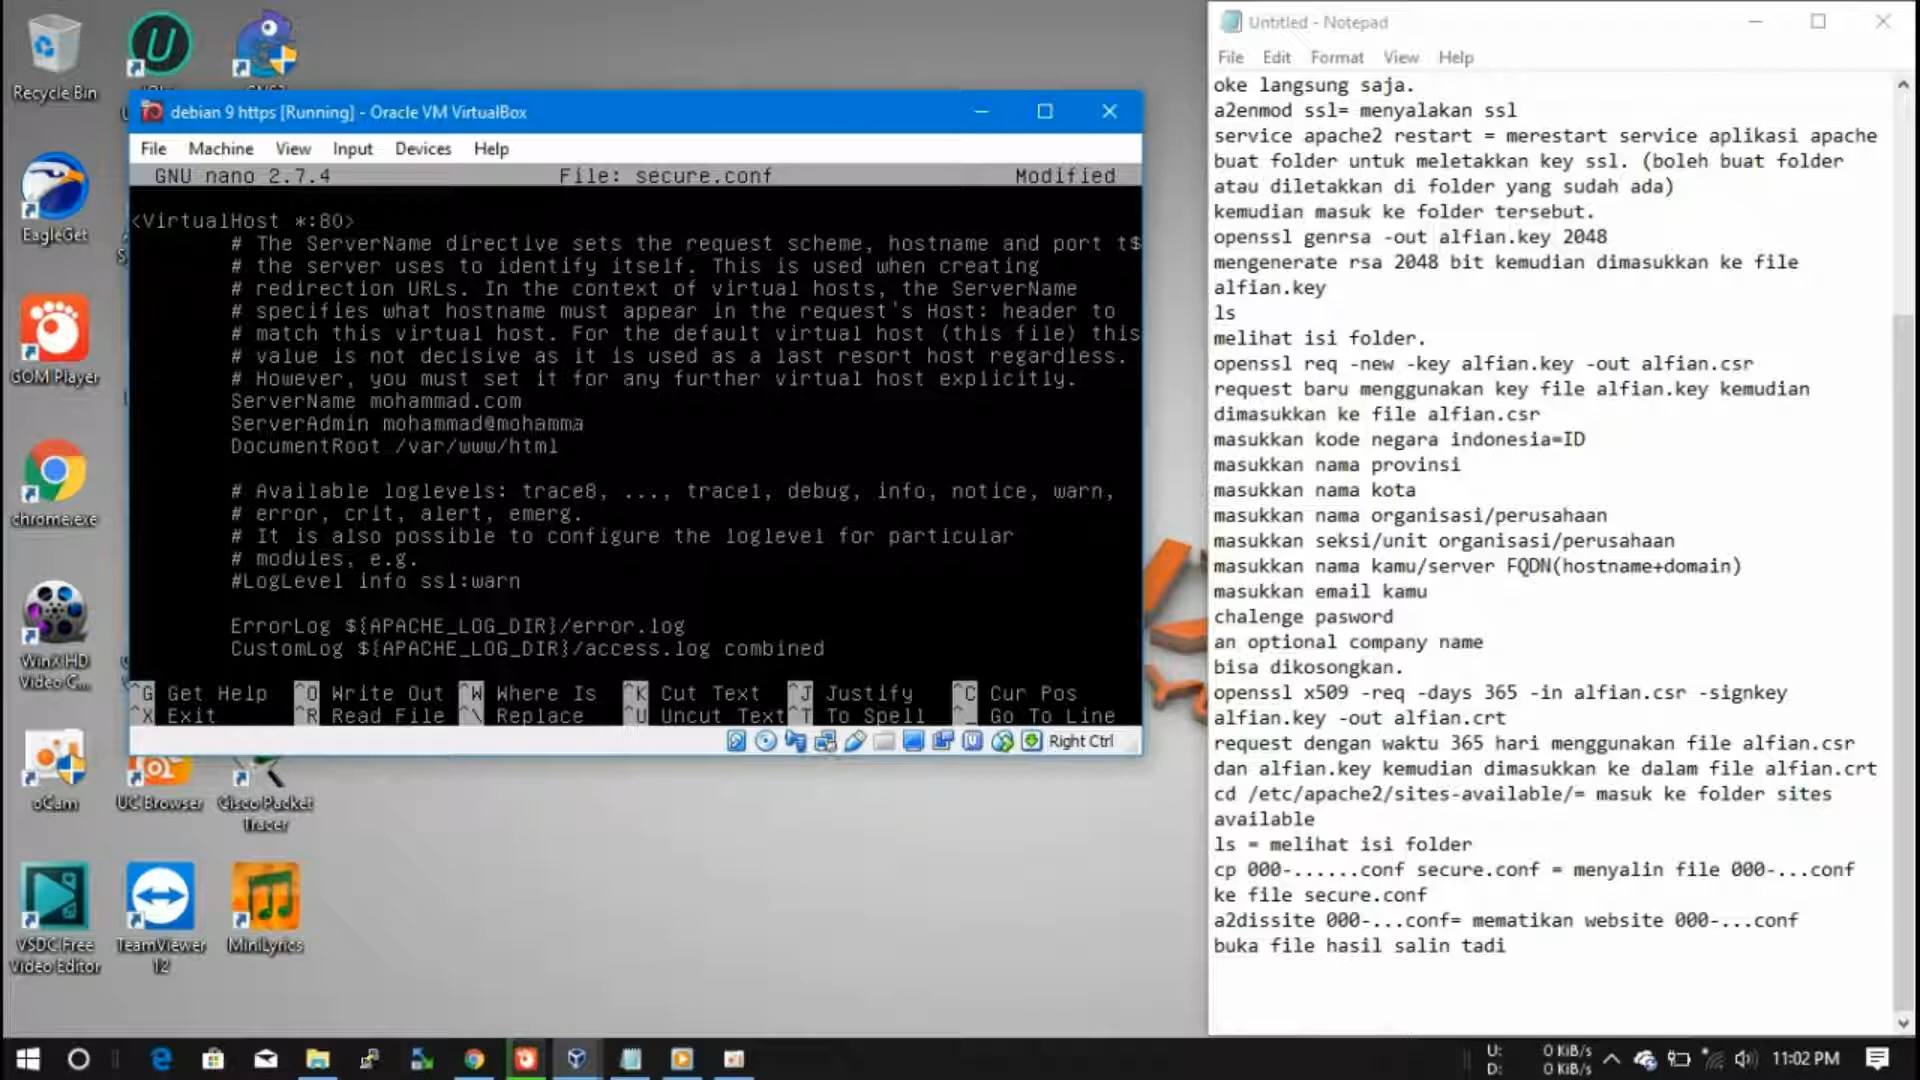 Recycle Bin
EagleGet
GOM Player
chrome.exe
WinX HD
Video C...
oCam
UC Browser
Cisco Packet
Tracer
VSDC Free
Video Editor
TeamViewer
12
MiniLyrics
debian 9 https [Running] - Oracle VM VirtualBox
File Machine View Input Devices Help
GNU nano 2.7.4 File: secure.conf Modified
<VirtualHost *:80>
# The ServerName directive sets the request scheme, hostname and port t$
# the server uses to identify itself. This is used when creating
# redirection URLs. In the context of virtual hosts, the ServerName
# specifies what hostname must appear in the request's Host: header to
# match this virtual host. For the default virtual host (this file) this
# value is not decisive as it is used as a last resort host regardless.
# However, you must set it for any further virtual host explicitly.
ServerName mohammad.com
ServerAdmin mohammad@mohamma
DocumentRoot /var/www/html
# Available loglevels: trace8, ..., trace1, debug, info, notice, warn,
# error, crit, alert, emerg.
# It is also possible to configure the loglevel for particular
# modules, e.g.
#LogLevel info ssl:warn
ErrorLog ${APACHE_LOG_DIR}/error.log
CustomLog ${APACHE_LOG_DIR}/access.log combined
^G Get Help ^O Write Out ^W Where Is ^K Cut Text ^J Justify ^C Cur Pos
^X Exit ^R Read File ^\ Replace ^U Uncut Text ^T To Spell ^_ Go To Line
Right Ctrl
Untitled - Notepad
File Edit Format View Help
oke langsung saja.
a2enmod ssl= menyalakan ssl
service apache2 restart = merestart service aplikasi apache
buat folder untuk meletakkan key ssl. (boleh buat folder
atau diletakkan di folder yang sudah ada)
kemudian masuk ke folder tersebut.
openssl genrsa -out alfian.key 2048
mengenerate rsa 2048 bit kemudian dimasukkan ke file
alfian.key
ls
melihat isi folder.
openssl req -new -key alfian.key -out alfian.csr
request baru menggunakan key file alfian.key kemudian
dimasukkan ke file alfian.csr
masukkan kode negara indonesia=ID
masukkan nama provinsi
masukkan nama kota
masukkan nama organisasi/perusahaan
masukkan seksi/unit organisasi/perusahaan
masukkan nama kamu/server FQDN(hostname+domain)
masukkan email kamu
chalenge pasword
an optional company name
bisa dikosongkan.
openssl x509 -req -days 365 -in alfian.csr -signkey
alfian.key -out alfian.crt
request dengan waktu 365 hari menggunakan file alfian.csr
dan alfian.key kemudian dimasukkan ke dalam file alfian.crt
cd /etc/apache2/sites-available/= masuk ke folder sites
available
ls = melihat isi folder
cp 000-......conf secure.conf = menyalin file 000-...conf
ke file secure.conf
a2dissite 000-...conf= mematikan website 000-...conf
buka file hasil salin tadi
U: 0 KiB/s
D: 0 KiB/s
11:02 PM